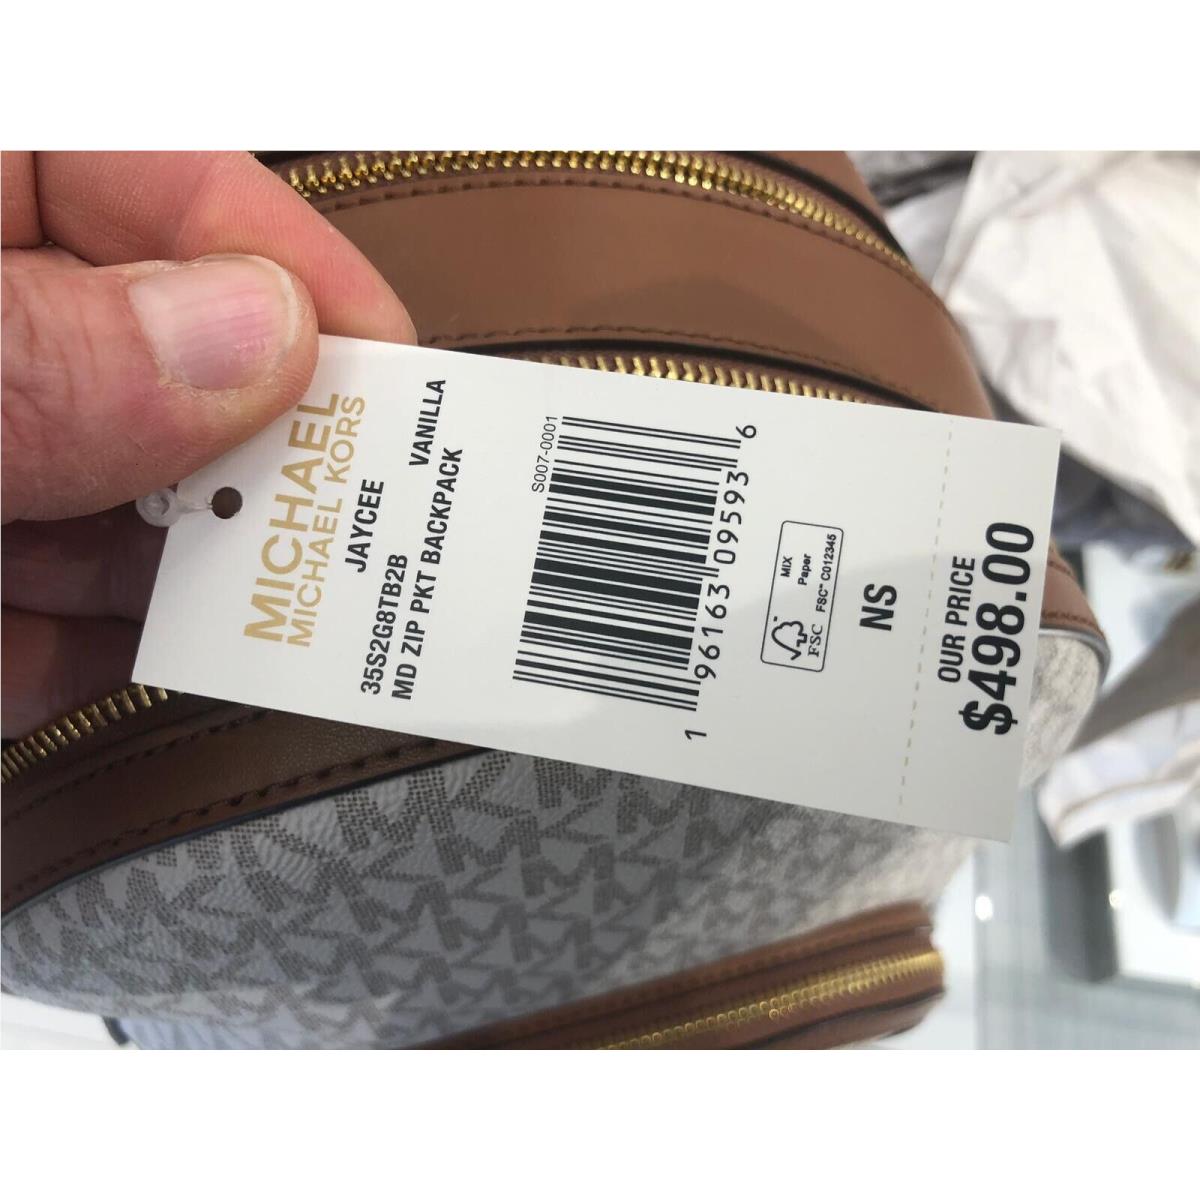 MICHAEL
MICHAEL KORS
JAYCEE
35S2G8TB2B VANILLA
MD ZIP PKT BACKPACK
S007-0001
1 96163 09593 6
MIX
Paper
FSC™ C012345
FSC
NS
OUR PRICE
$498.00